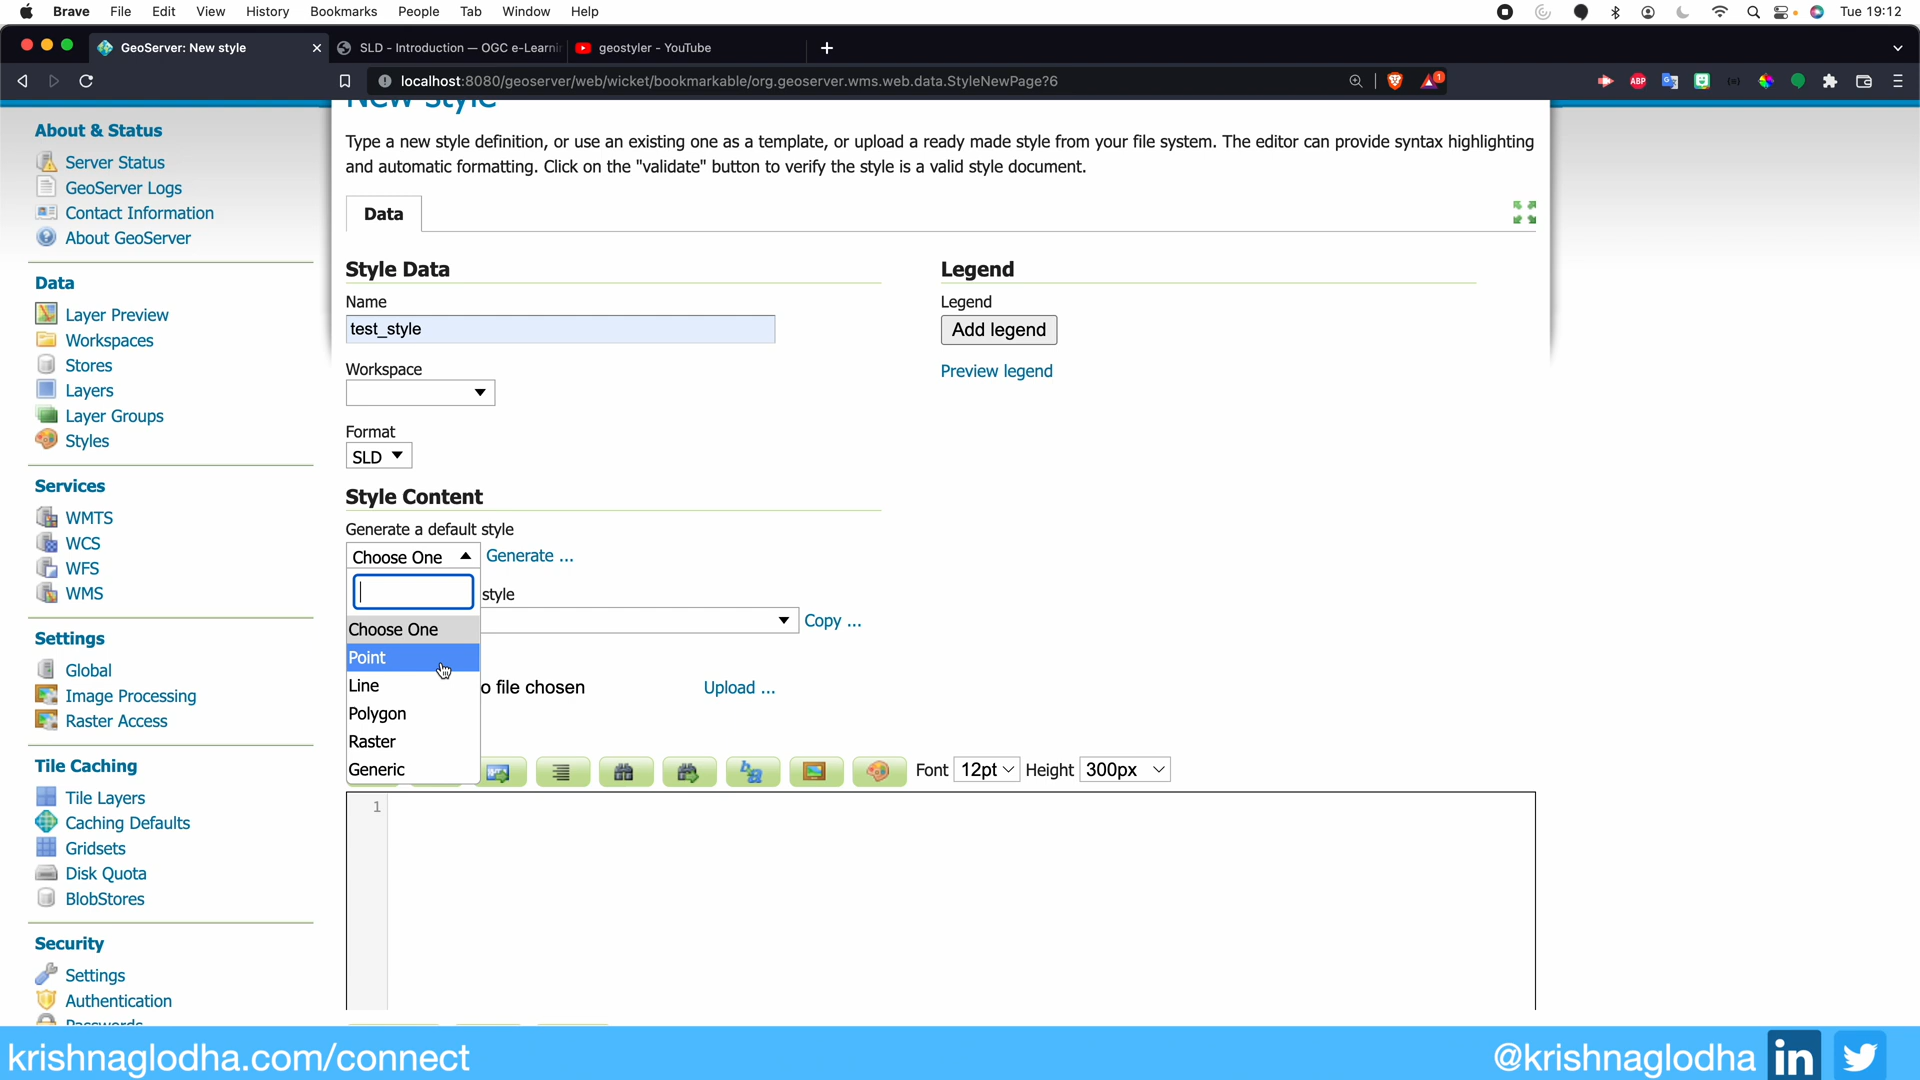 Brave File Edit View History Bookmarks People Tab Window Help Tue 19:12
GeoServer: New style
SLD - Introduction — OGC e-Learni
geostyler - YouTube
localhost:8080/geoserver/web/wicket/bookmarkable/org.geoserver.wms.web.data.StyleNewPage?6
1
ABP
New style
Type a new style definition, or use an existing one as a template, or upload a ready made style from your file system. The editor can provide syntax highlighting
and automatic formatting. Click on the "validate" button to verify the style is a valid style document.
About & Status
Server Status
GeoServer Logs
Contact Information
About GeoServer
Data
Layer Preview
Workspaces
Stores
Layers
Layer Groups
Styles
Services
WMTS
WCS
WFS
WMS
Settings
Global
Image Processing
Raster Access
Tile Caching
Tile Layers
Caching Defaults
Gridsets
Disk Quota
BlobStores
Security
Settings
Authentication
Passwords
Data
Style Data
Name
test_style
Workspace
Format
SLD
Style Content
Generate a default style
Choose One Generate ...
style
Choose One
Copy ...
Point
Line
o file chosen Upload ...
Polygon
Raster
Generic
Font 12pt Height 300px
1
Legend
Legend
Add legend
Preview legend
krishnaglodha.com/connect
@krishnaglodha in